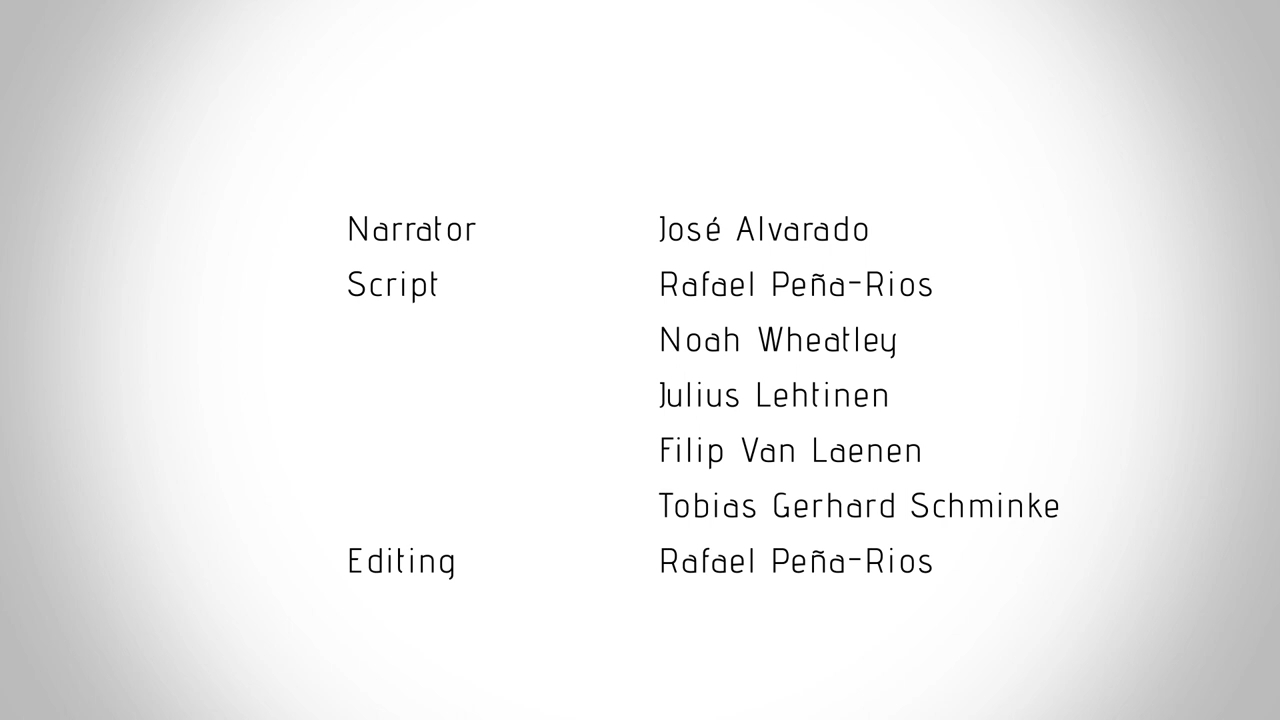 Narrator José Alvarado
Script Rafael Peña-Rios
Noah Wheatley
Julius Lehtinen
Filip Van Laenen
Tobias Gerhard Schminke
Editing Rafael Peña-Rios